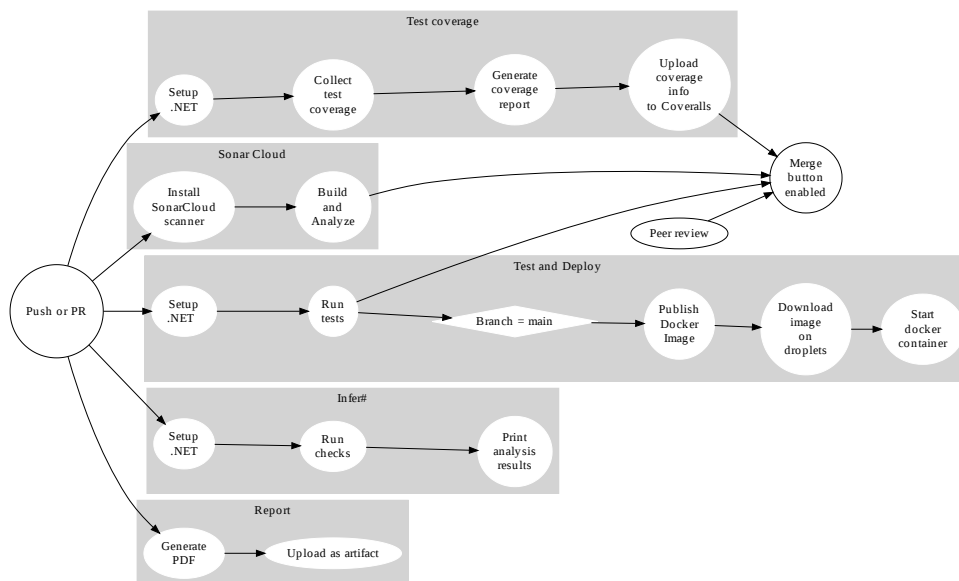 Test coverage
Setup
.NET
Collect
test
coverage
Generate
coverage
report
Upload
coverage
info
to Coveralls
Sonar Cloud
Install
SonarCloud
scanner
Build
and
Analyze
Merge
button
enabled
Peer review
Push or PR
Test and Deploy
Setup
.NET
Run
tests
Branch = main
Publish
Docker
Image
Download
image
on
droplets
Start
docker
container
Infer#
Setup
.NET
Run
checks
Print
analysis
results
Report
Generate
PDF
Upload as artifact